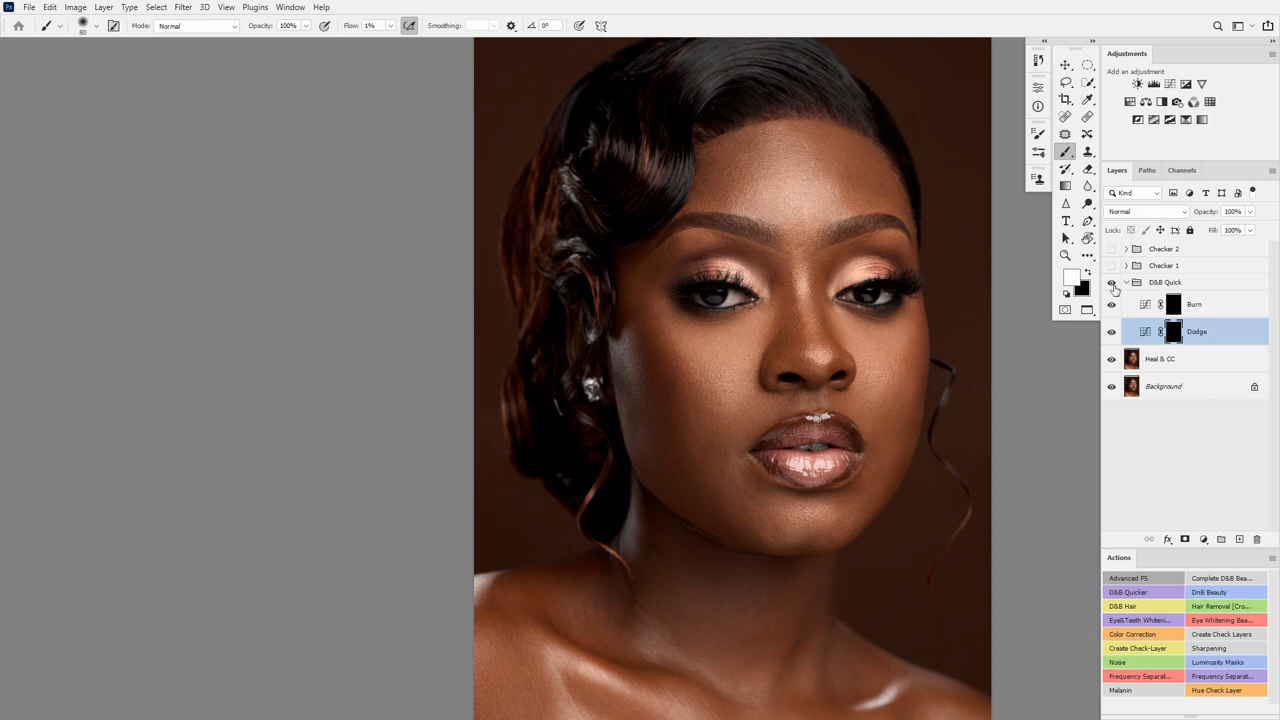 Ps File Edit Image Layer Type Select Filter 3D View Plugins Window Help
80 Mode: Normal Opacity: 100% Flow: 1% Smoothing: 0°
Adjustments
Add an adjustment
Layers Paths Channels
Kind
Normal Opacity: 100%
Lock: Fill: 100%
Checker 2
Checker 1
D&B Quick
Burn
Dodge
Heal & CC
Background
Actions
Advanced FS Complete D&B Bea...
D&B Quicker DnB Beauty
D&B Hair Hair Removal [Cro...
Eye&Teeth Whiteni... Eye Whitening Bea...
Color Correction Create Check Layers
Create Check-Layer Sharpening
Noise Luminosity Masks
Frequency Separat... Frequency Separat...
Melanin Hue Check Layer